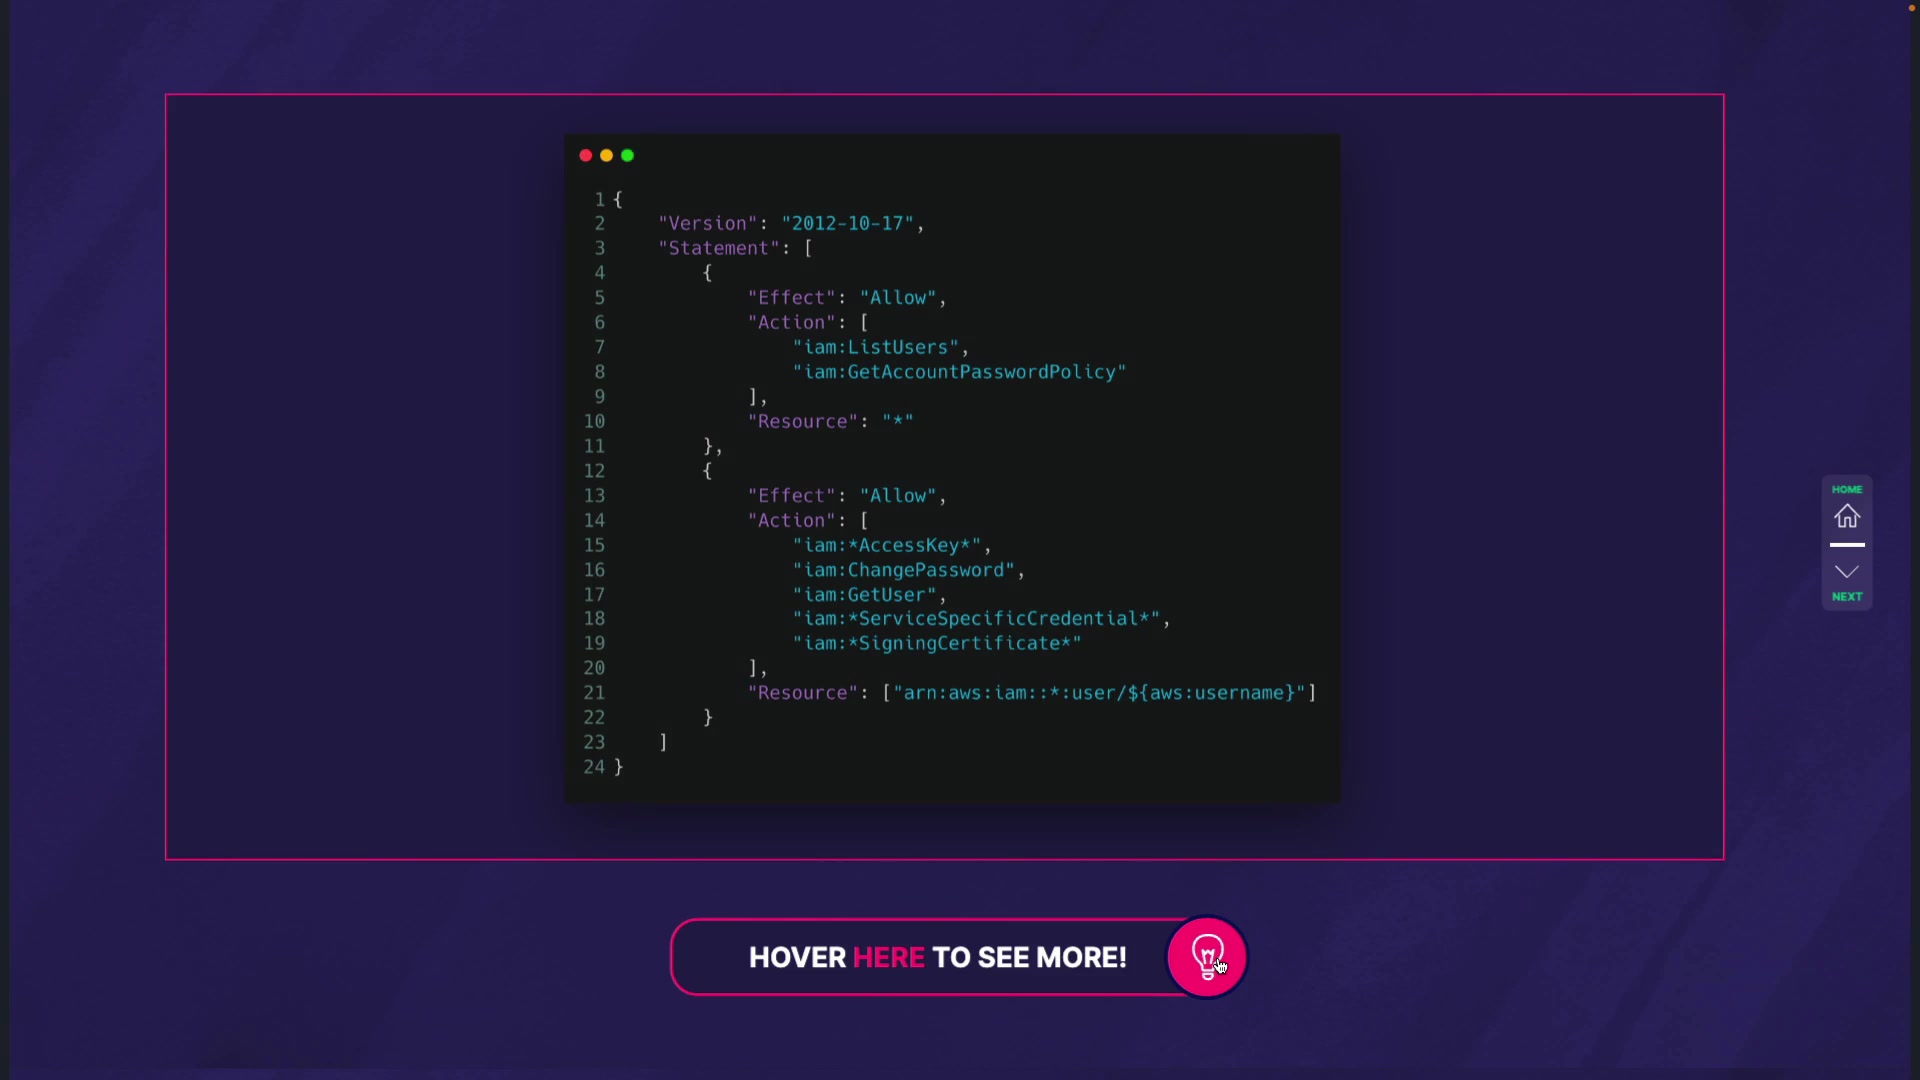 1 {
2     "Version": "2012-10-17",
3     "Statement": [
4         {
5             "Effect": "Allow",
6             "Action": [
7                 "iam:ListUsers",
8                 "iam:GetAccountPasswordPolicy"
9             ],
10             "Resource": "*"
11         },
12         {
13             "Effect": "Allow",
14             "Action": [
15                 "iam:*AccessKey*",
16                 "iam:ChangePassword",
17                 "iam:GetUser",
18                 "iam:*ServiceSpecificCredential*",
19                 "iam:*SigningCertificate*"
20             ],
21             "Resource": ["arn:aws:iam::*:user/${aws:username}"]
22         }
23     ]
24 }
HOME
NEXT
HOVER HERE TO SEE MORE!